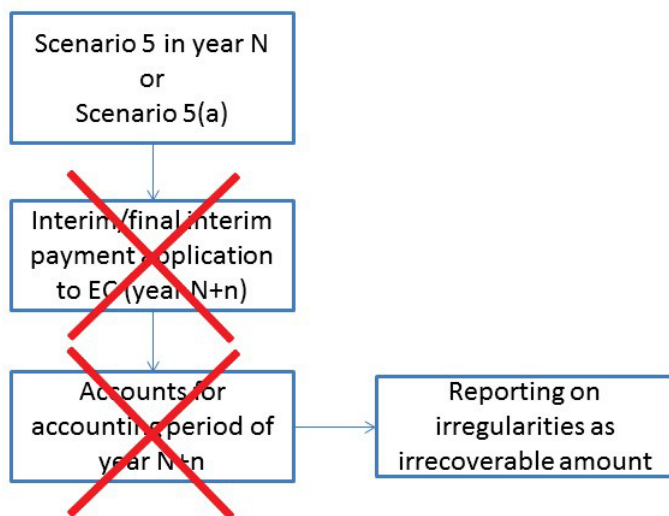 Scenario 5 in year N
or
Scenario 5(a)
Interim/final interim
payment application
to EC (year N+n)
Accounts for
accounting period of
year N+n
Reporting on
irregularities as
irrecoverable amount